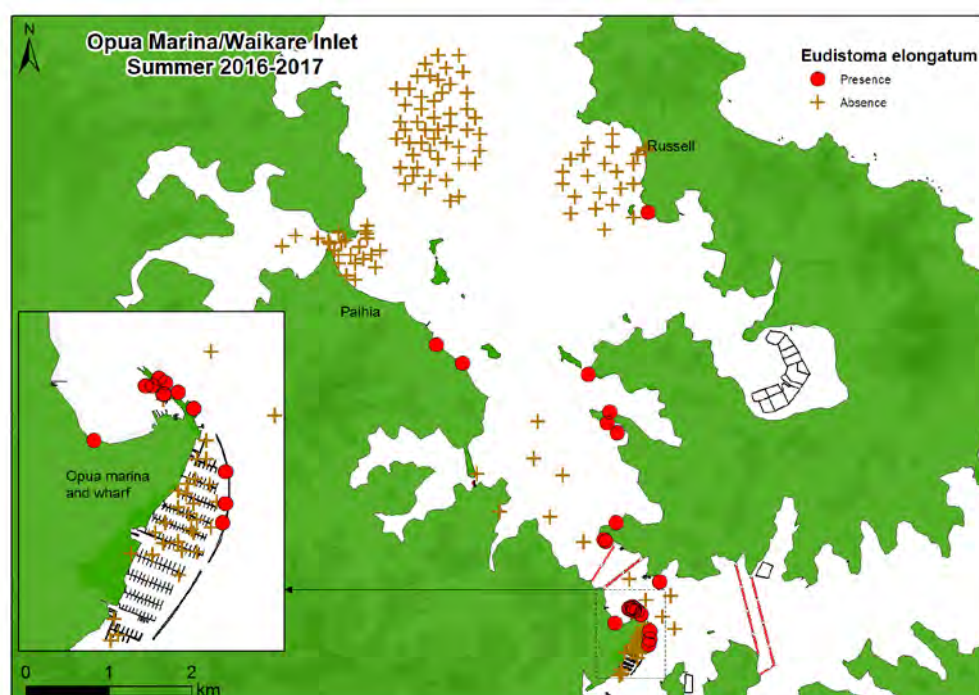 N
Opua Marina/Waikare Inlet
Summer 2016-2017
Eudistoma elongatum
Presence
Absence
Russell
Paihia
Opua marina
and wharf
0 1 2
km